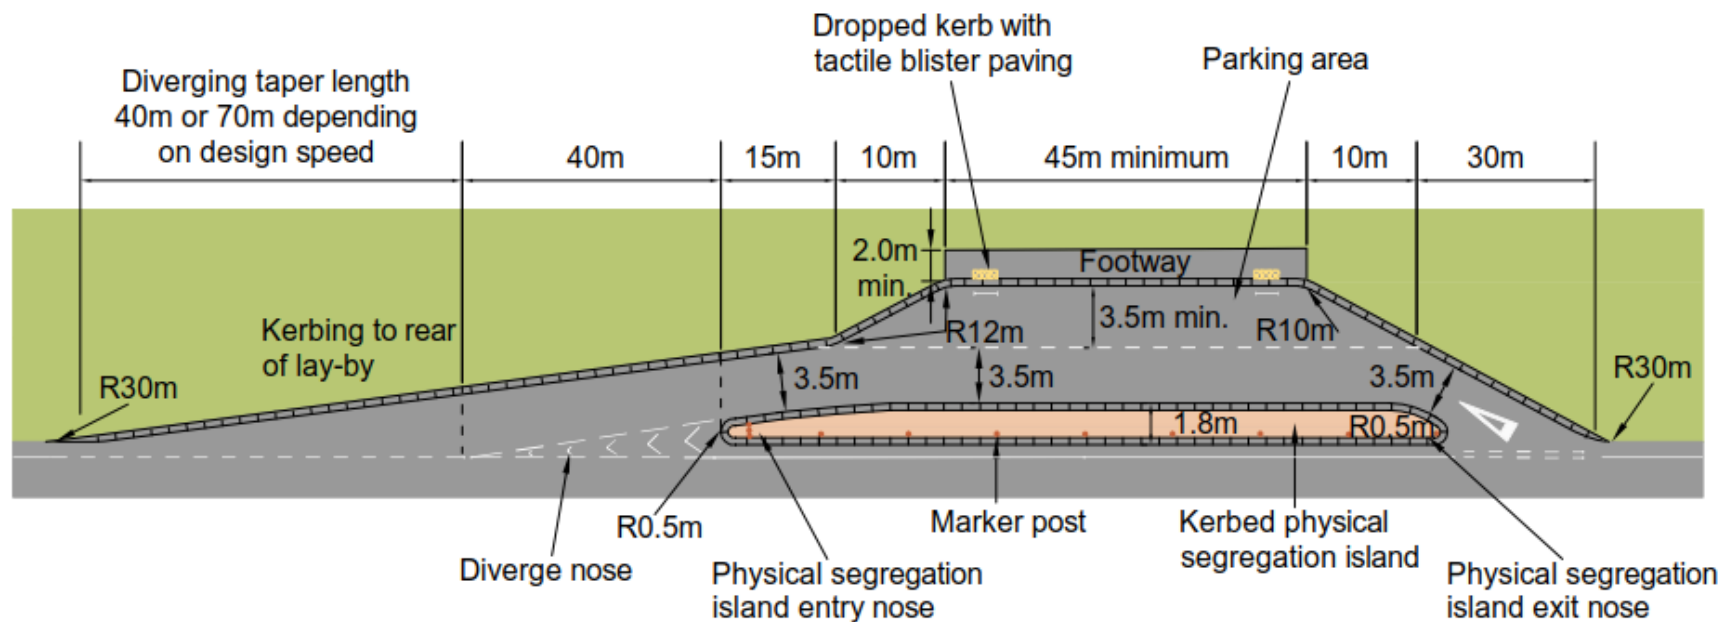 Dropped kerb with
tactile blister paving
Parking area
Diverging taper length
40m or 70m depending
on design speed
40m
15m
10m
45m minimum
10m
30m
2.0m
min.
Footway
Kerbing to rear
of lay-by
R30m
R12m
3.5m min.
R10m
3.5m
3.5m
3.5m
R30m
1.8m
R0.5m
R0.5m
Marker post
Kerbed physical
segregation island
Diverge nose
Physical segregation
island entry nose
Physical segregation
island exit nose